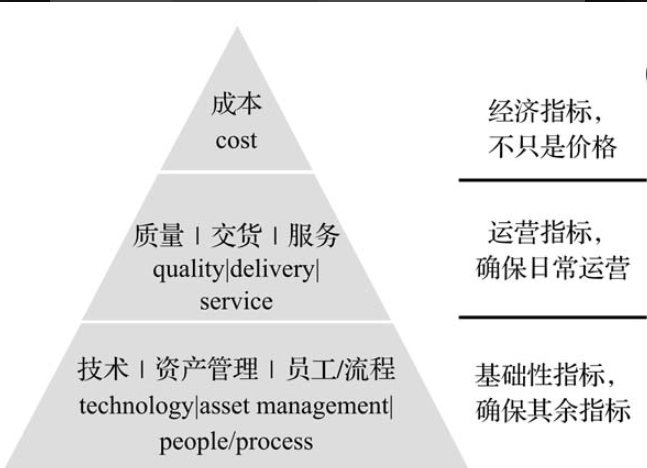 成本
cost
经济指标，
不只是价格
质量 | 交货 | 服务
quality|delivery|
service
运营指标，
确保日常运营
技术 | 资产管理 | 员工/流程
technology|asset management|
people/process
基础性指标，
确保其余指标